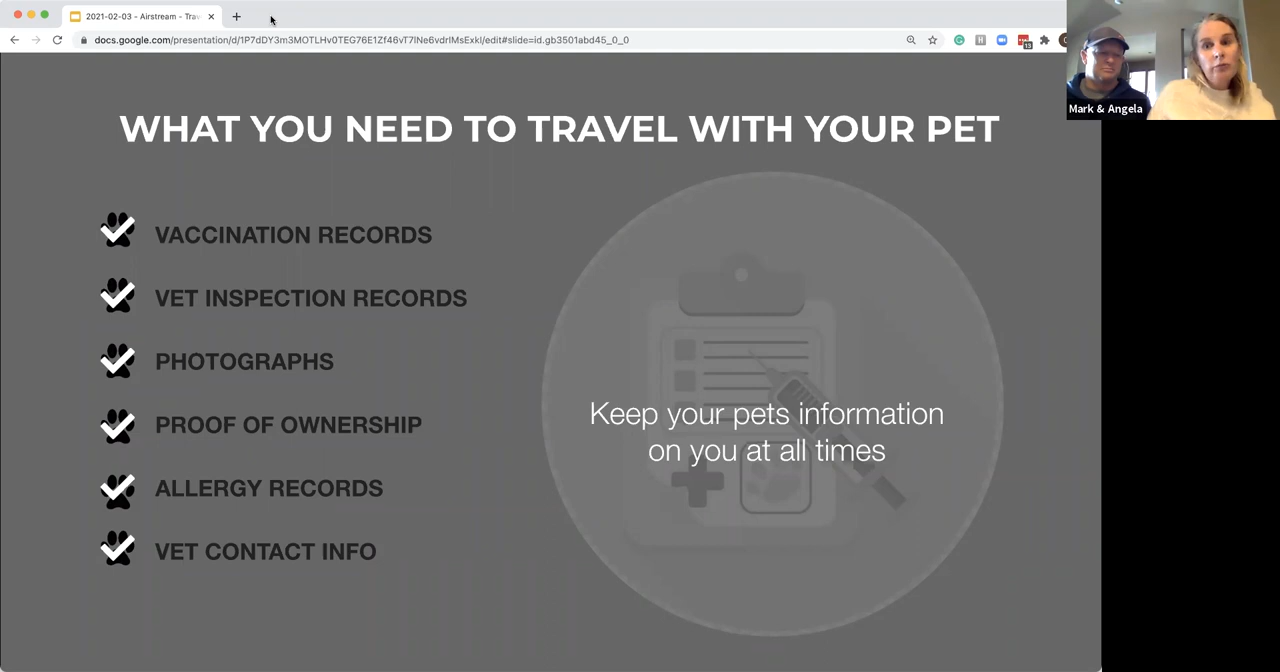 2021-02-03 - Airstream - Trav
docs.google.com/presentation/d/1P7dDY3m3MOTLHv0TEG76E1Zf46vT7lNe6vdrlMsExkI/edit#slide=id.gb3501abd45_0_0
13
Mark & Angela
WHAT YOU NEED TO TRAVEL WITH YOUR PET
VACCINATION RECORDS
VET INSPECTION RECORDS
PHOTOGRAPHS
PROOF OF OWNERSHIP
ALLERGY RECORDS
VET CONTACT INFO
Keep your pets information
on you at all times